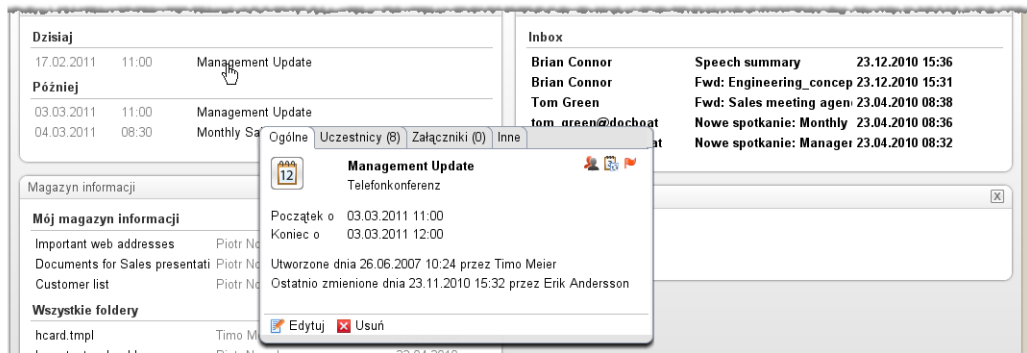 Dzisiaj
17.02.2011 11:00 Management Update
Później
03.03.2011 11:00 Management Update
04.03.2011 08:30 Monthly
Inbox
Brian Connor Speech summary 23.12.2010 15:36
Brian Connor Fwd: Engineering_concep 23.12.2010 15:31
Tom Green Fwd: Sales meeting agen 23.04.2010 08:38
tom_green@dochoat Nowe spotkanie: Monthly 23.04.2010 08:36
Nowe spotkanie: Manager 23.04.2010 08:32
Ogólne Uczestnicy (8) Załączniki (0) Inne
12 Management Update
Telefonkonferenz
Początek o 03.03.2011 11:00
Koniec o 03.03.2011 12:00
Utworzone dnia 26.06.2007 10:24 przez Timo Meier
Ostatnio zmienione dnia 23.11.2010 15:32 przez Erik Andersson
Edytuj Usuń
Magazyn informacji
Mój magazyn informacji
Important web addresses Piotr
Documents for Sales presentati Piotr
Customer list Piotr
Wszystkie foldery
hcard.tmpl Timo